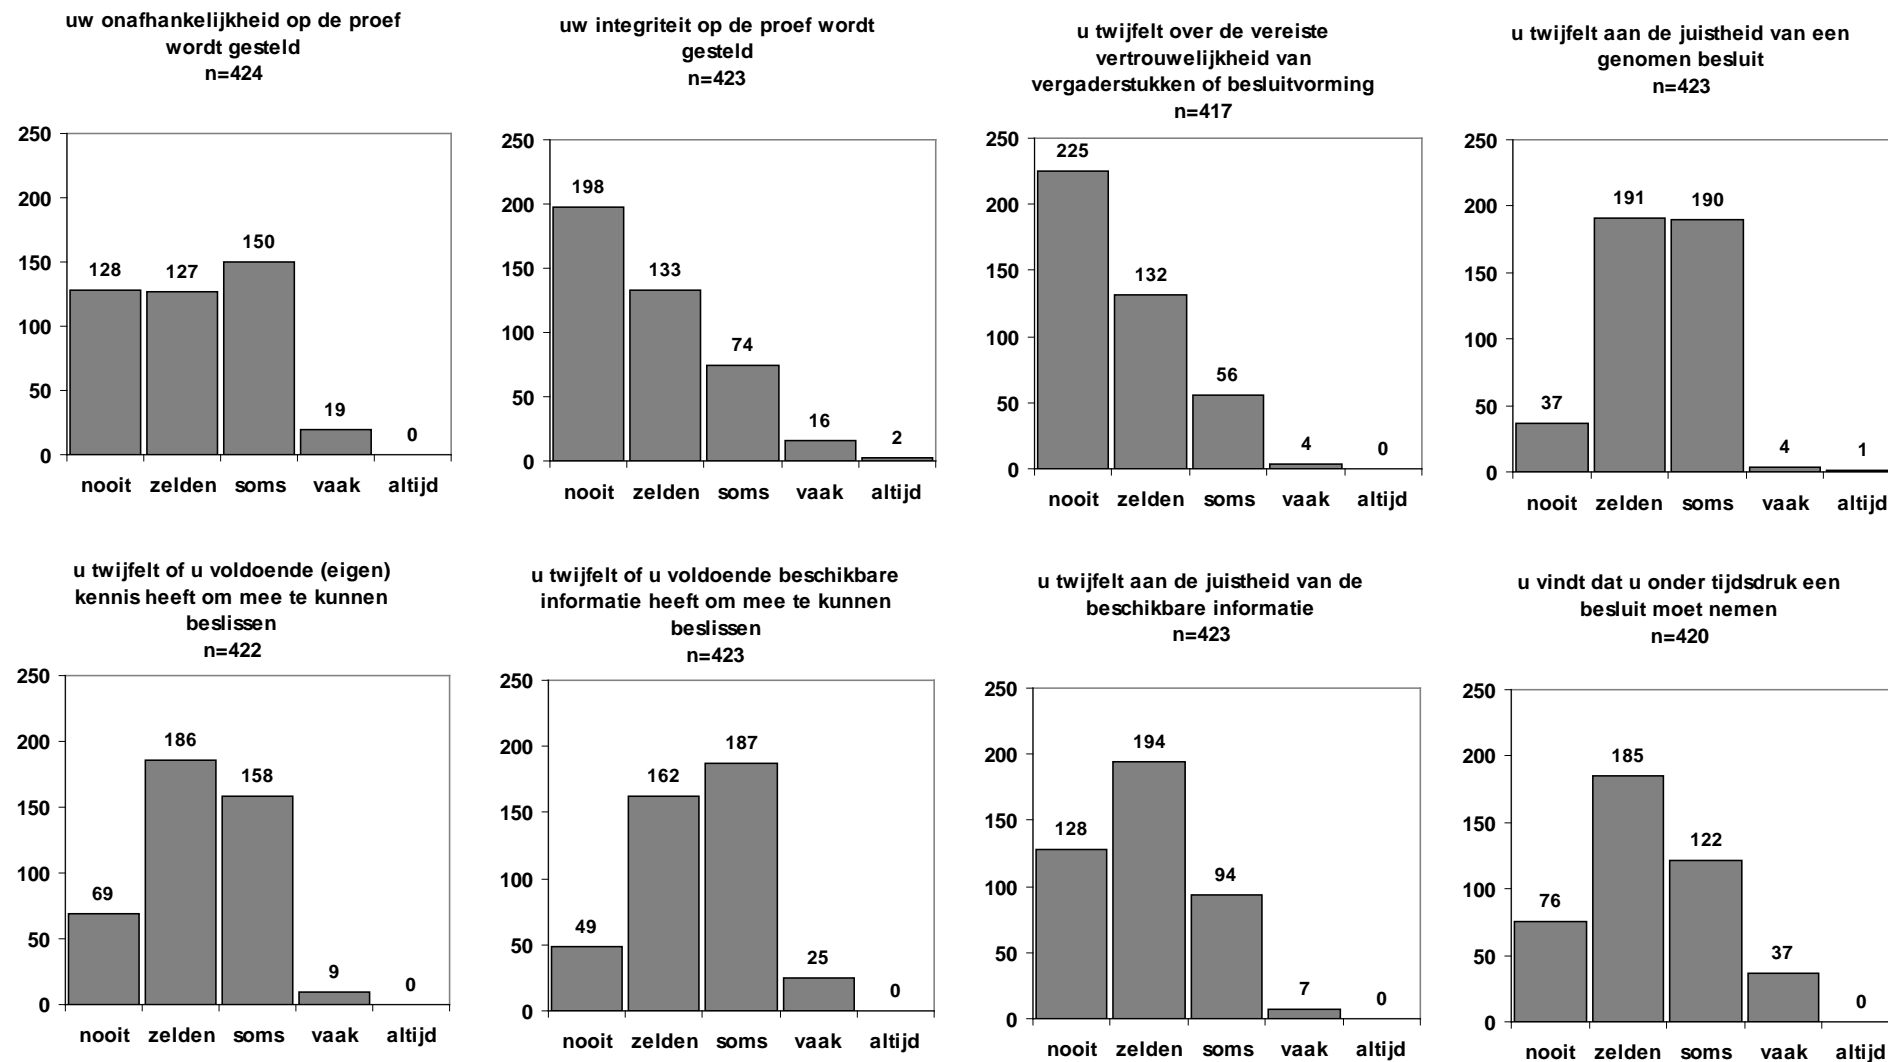 uw onafhankelijkheid op de proef
wordt gesteld
n=424
250
200
150
100
50
0
128
127
150
19
0
nooit zelden soms vaak altijd
uw integriteit op de proef wordt
gesteld
n=423
250
200
150
100
50
0
198
133
74
16
2
nooit zelden soms vaak altijd
u twijfelt over de vereiste
vertrouwelijkheid van
vergaderstukken of besluitvorming
n=417
250
200
150
100
50
0
225
132
56
4
0
nooit zelden soms vaak altijd
u twijfelt aan de juistheid van een
genomen besluit
n=423
250
200
150
100
50
0
37
191
190
4
1
nooit zelden soms vaak altijd
u twijfelt of u voldoende (eigen)
kennis heeft om mee te kunnen
beslissen
n=422
250
200
150
100
50
0
69
186
158
9
0
nooit zelden soms vaak altijd
u twijfelt of u voldoende beschikbare
informatie heeft om mee te kunnen
beslissen
n=423
250
200
150
100
50
0
49
162
187
25
0
nooit zelden soms vaak altijd
u twijfelt aan de juistheid van de
beschikbare informatie
n=423
250
200
150
100
50
0
128
194
94
7
0
nooit zelden soms vaak altijd
u vindt dat u onder tijdsdruk een
besluit moet nemen
n=420
250
200
150
100
50
0
76
185
122
37
0
nooit zelden soms vaak altijd